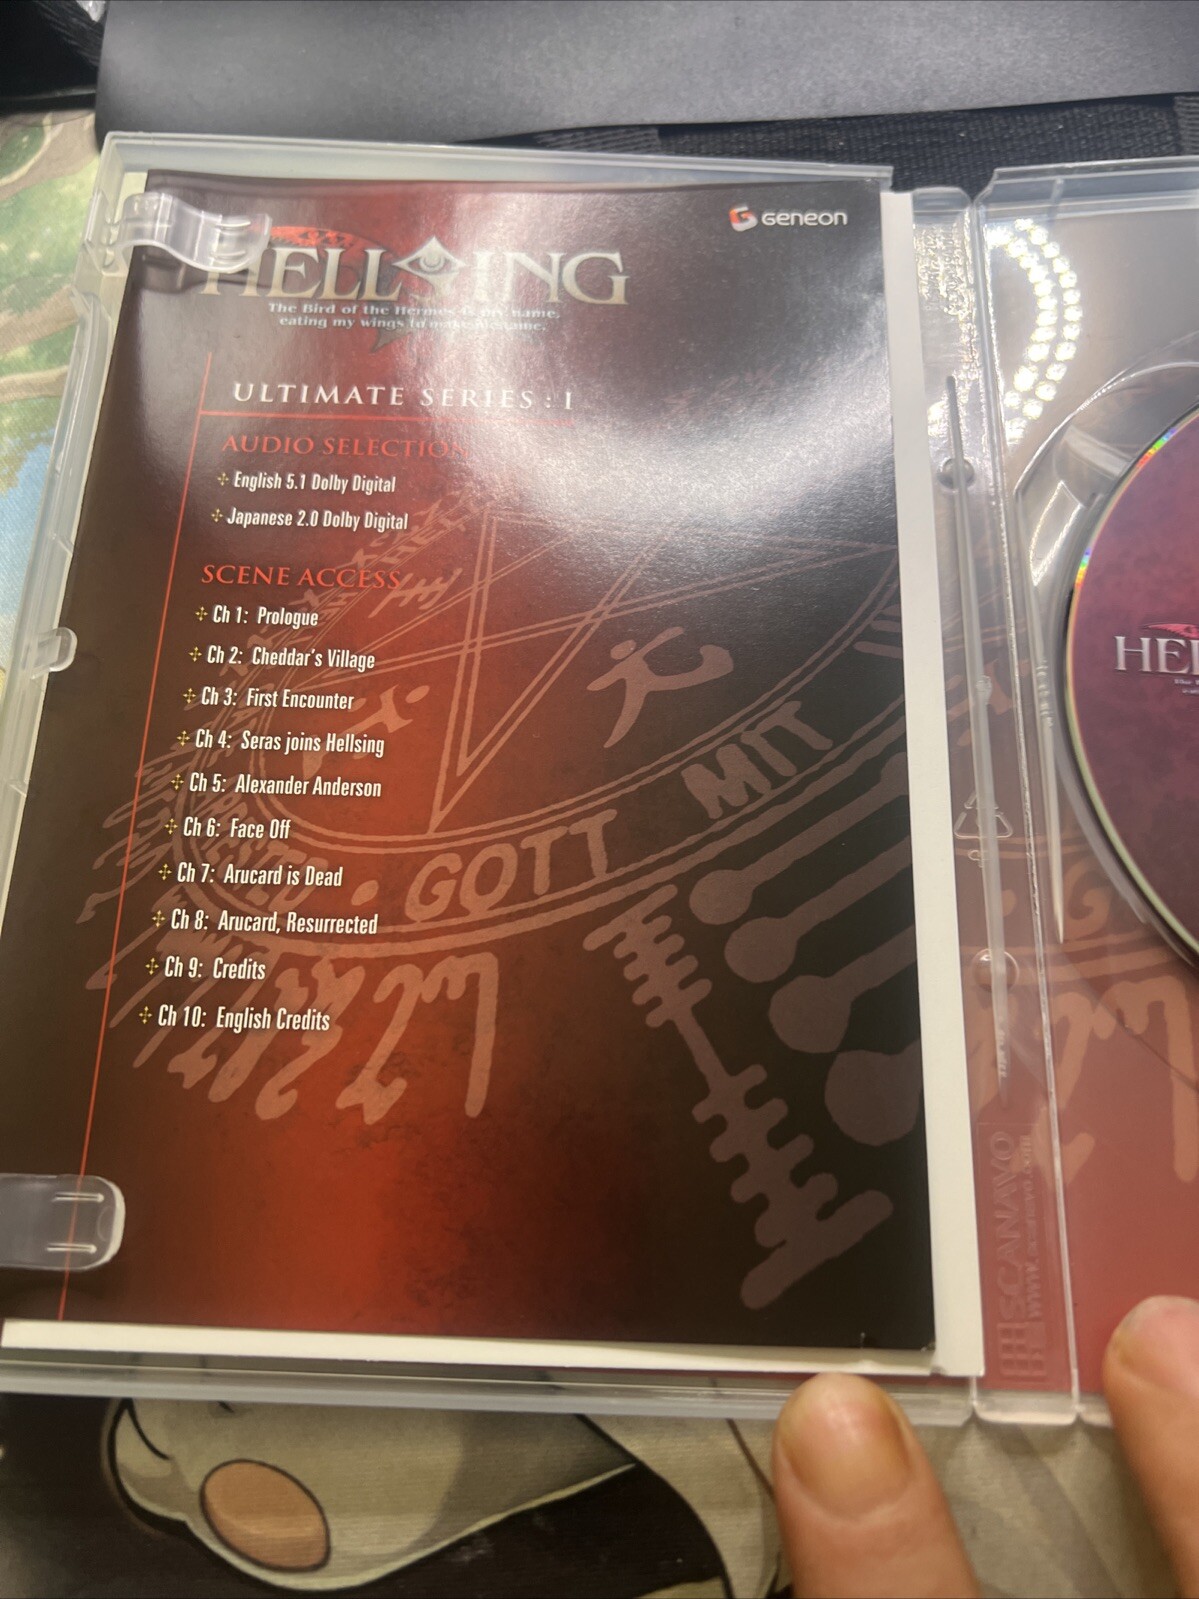 GENEON
HELLSING
The Bird of the Hermes is my name,
eating my wings to make me tame.
ULTIMATE SERIES : I
AUDIO SELECTION
English 5.1 Dolby Digital
Japanese 2.0 Dolby Digital
SCENE ACCESS
Ch 1: Prologue
Ch 2: Cheddar's Village
Ch 3: First Encounter
Ch 4: Seras joins Hellsing
Ch 5: Alexander Anderson
Ch 6: Face Off
Ch 7: Arucard is Dead
Ch 8: Arucard, Resurrected
Ch 9: Credits
Ch 10: English Credits
GOTT MIT
HEL
SCANAVO